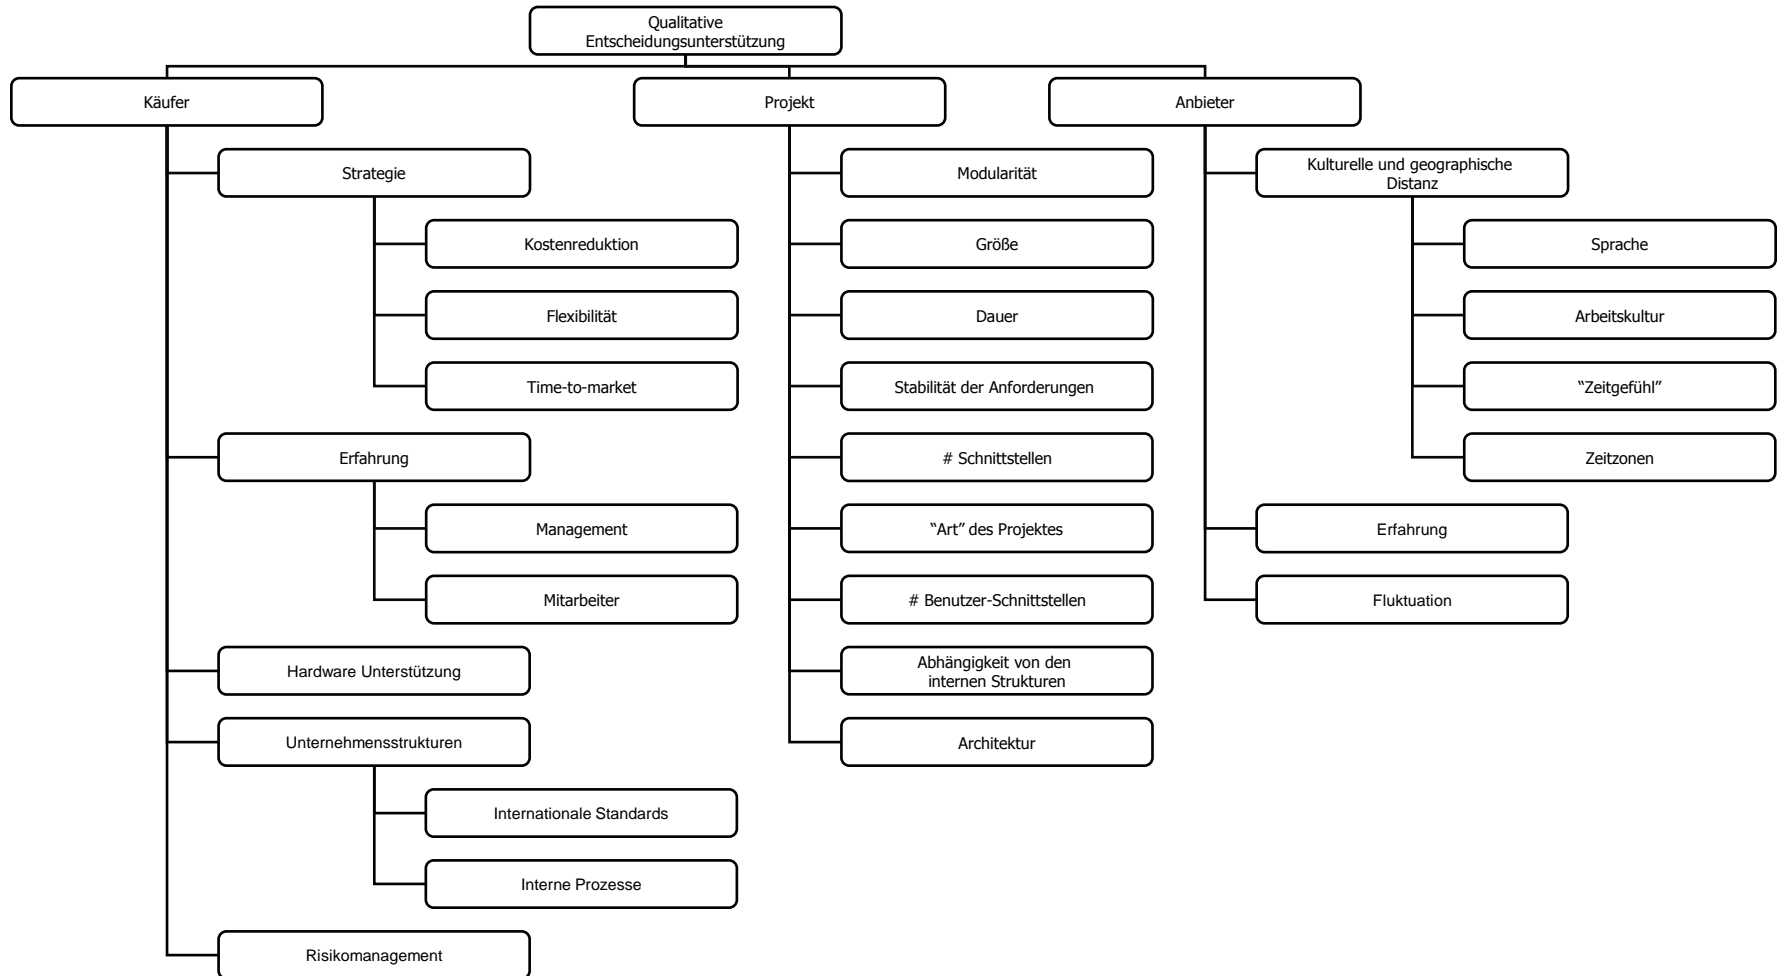 Qualitative
Entscheidungsunterstützung
Käufer
Projekt
Anbieter
Strategie
Kostenreduktion
Flexibilität
Time-to-market
Erfahrung
Management
Mitarbeiter
Hardware Unterstützung
Unternehmensstrukturen
Internationale Standards
Interne Prozesse
Risikomanagement
Modularität
Größe
Dauer
Stabilität der Anforderungen
# Schnittstellen
“Art” des Projektes
# Benutzer-Schnittstellen
Abhängigkeit von den
internen Strukturen
Architektur
Kulturelle und geographische
Distanz
Sprache
Arbeitskultur
“Zeitgefühl”
Zeitzonen
Erfahrung
Fluktuation